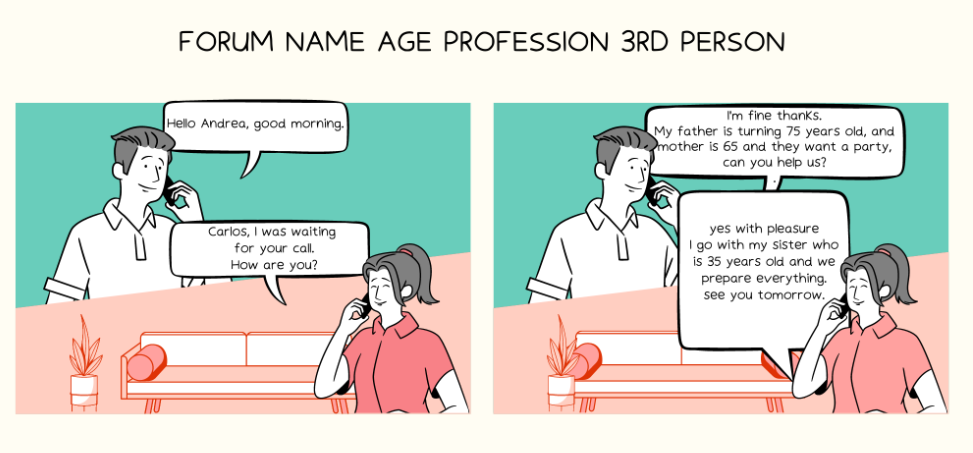 FORUM NAME AGE PROFESSION 3RD PERSON
Hello Andrea, good morning.
Carlos, I was waiting
for your call.
How are you?
I'm fine thanks.
My father is turning 75 years old, and
mother is 65 and they want a party,
can you help us?
yes with pleasure
I go with my sister who
is 35 years old and we
prepare everything.
see you tomorrow.